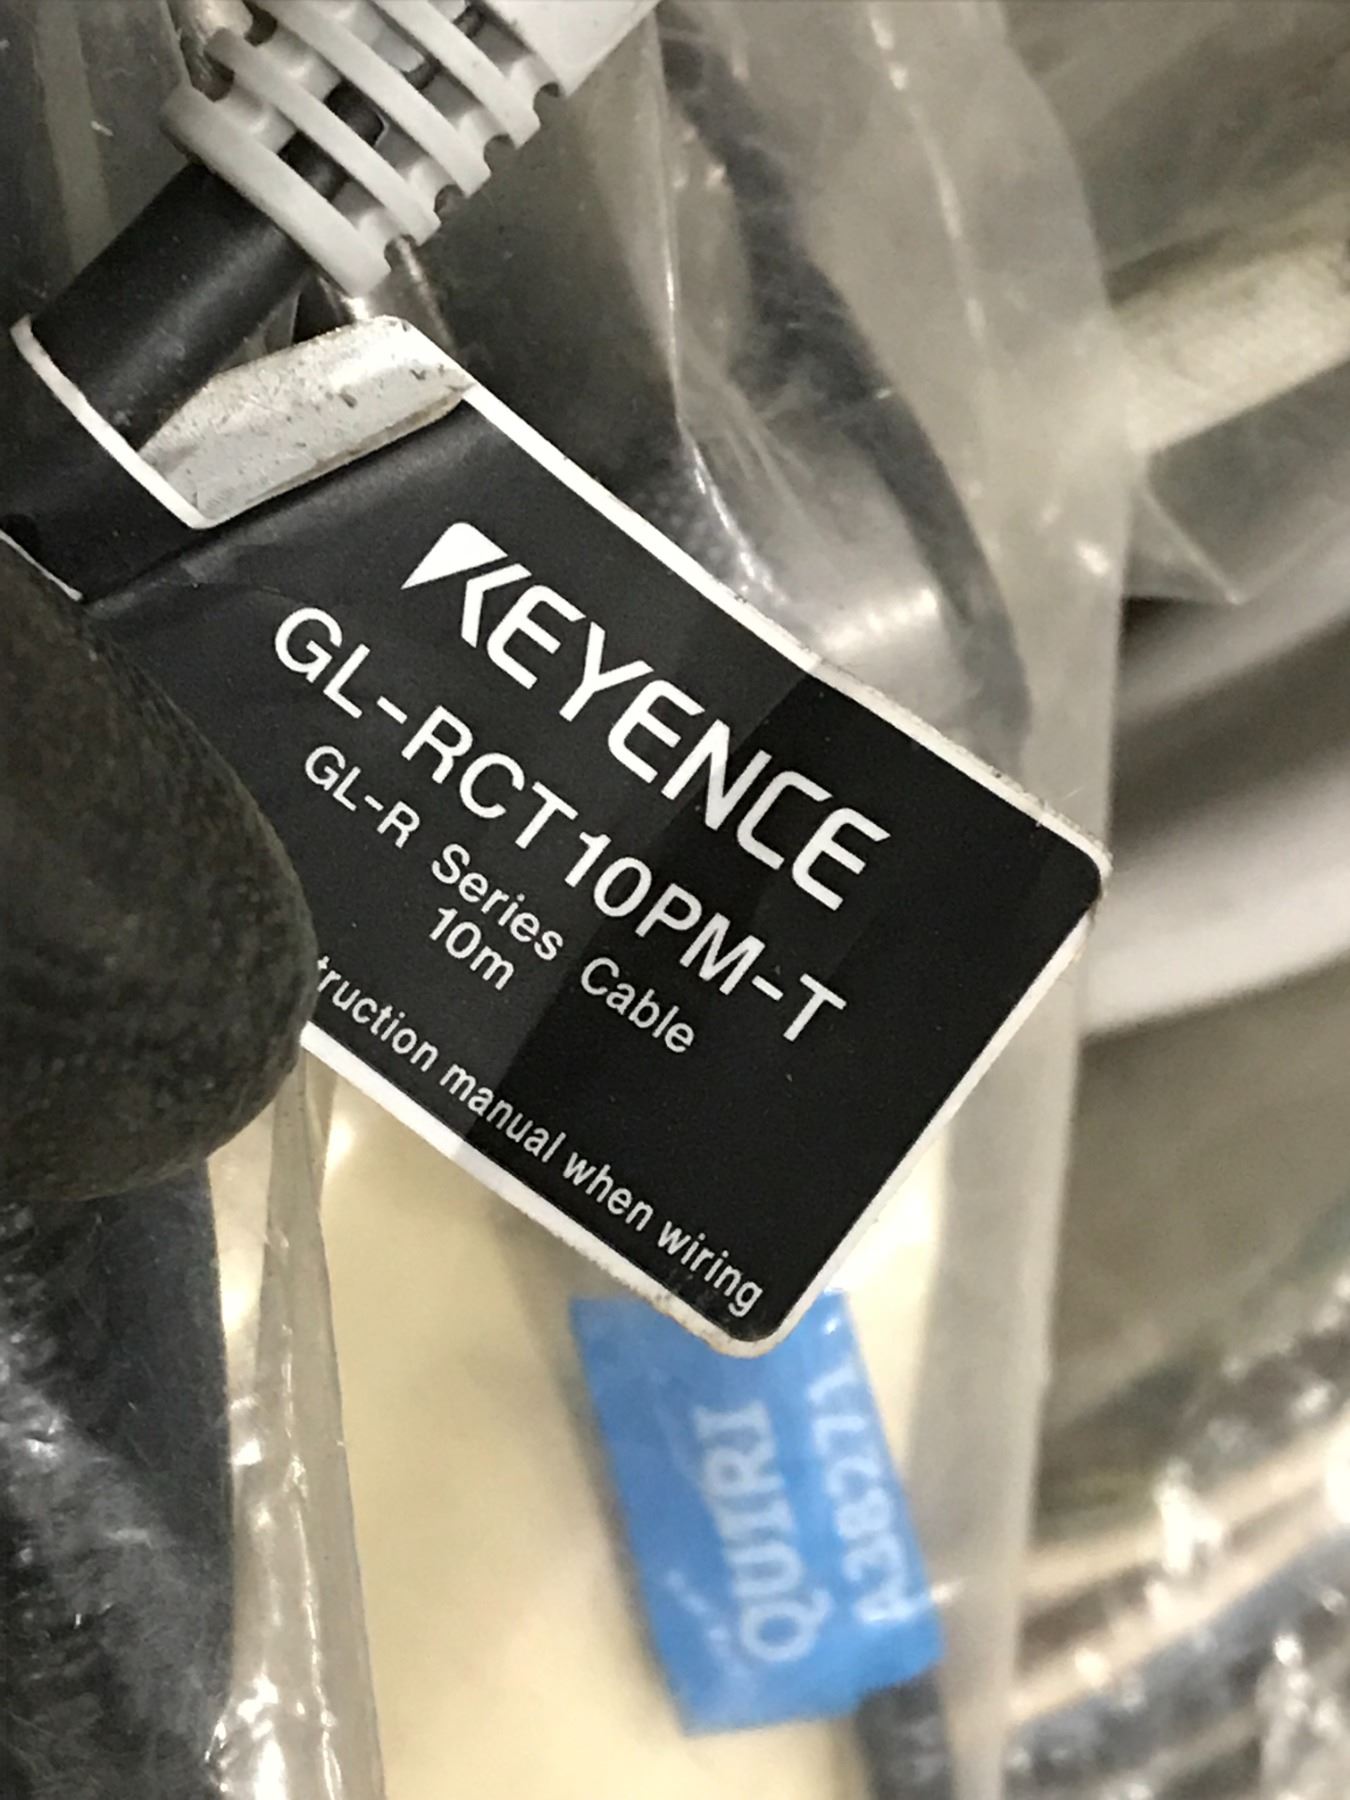 KEYENCE
GL-RCT10PM-T
GL-R Series Cable
10m
truction manual when wiring
QUIRI
A38271